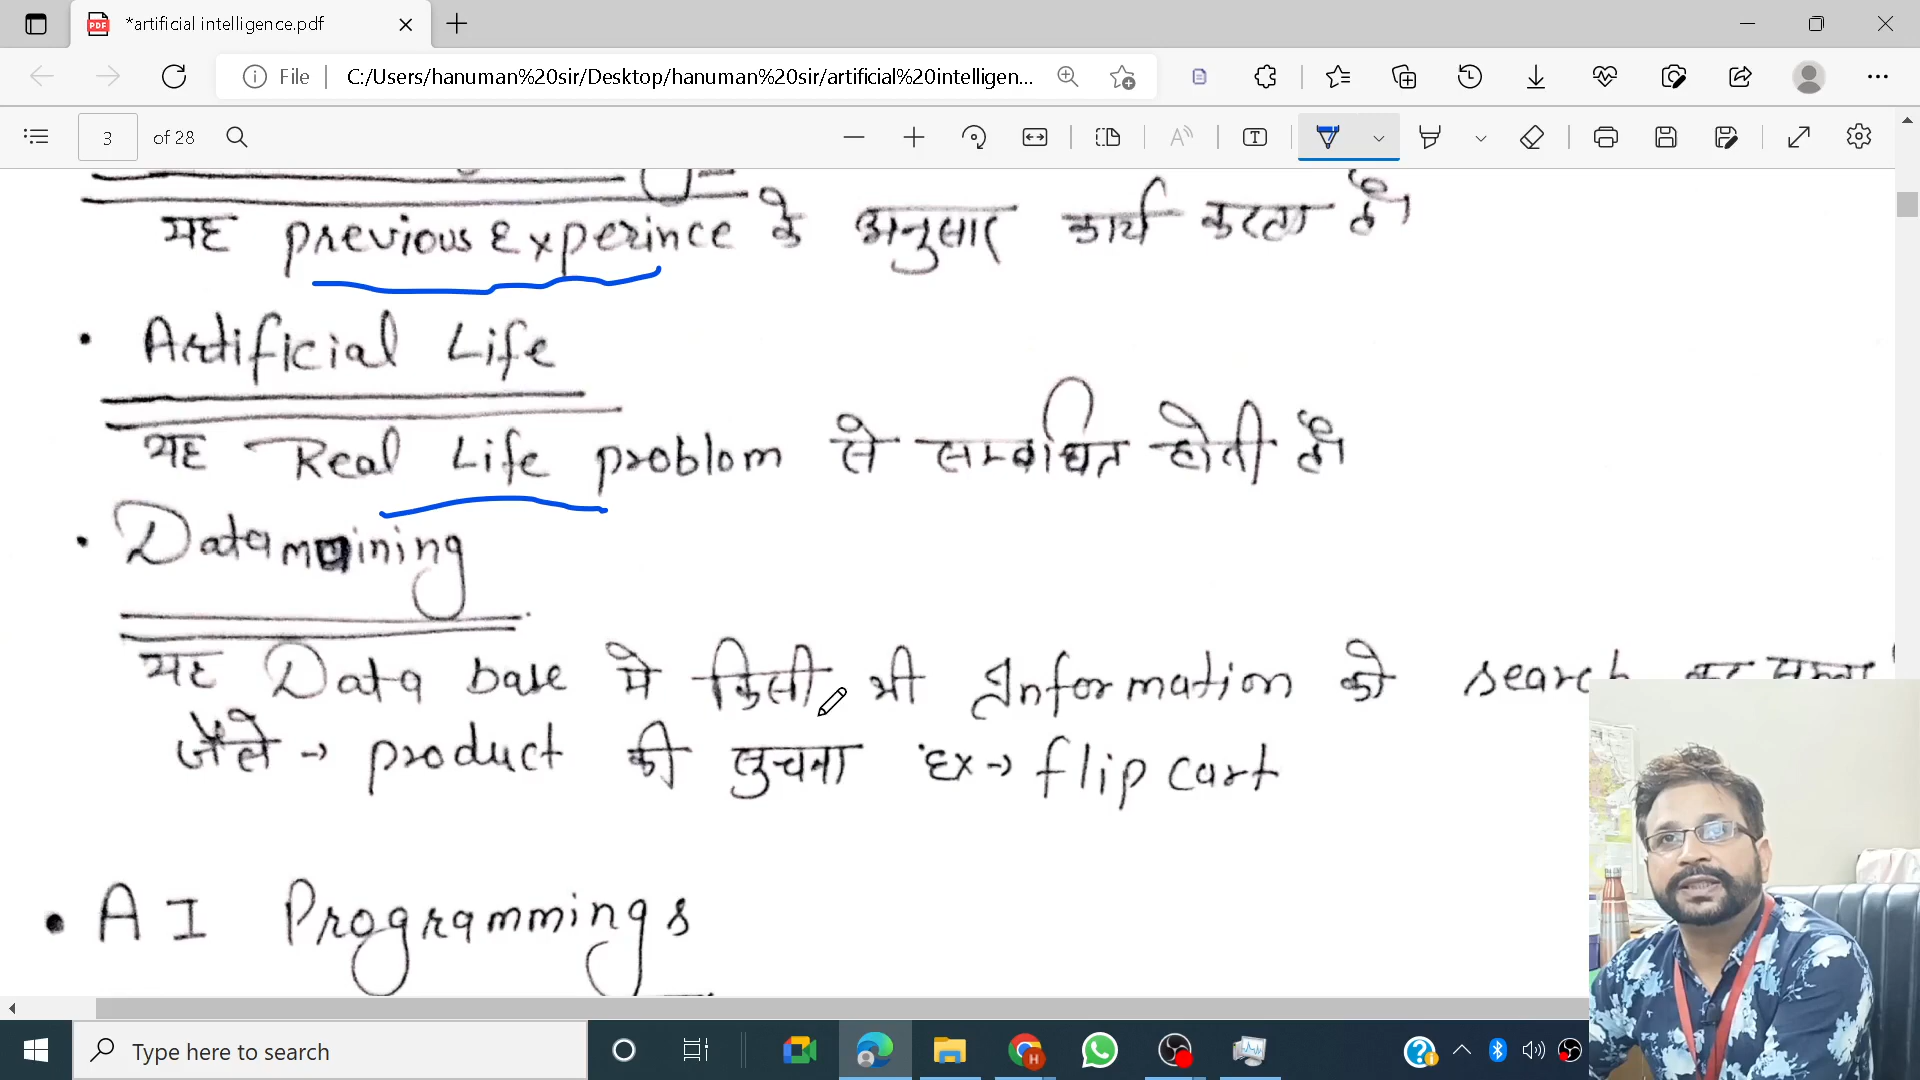 *artificial intelligence.pdf
File C:/Users/hanuman%20sir/Desktop/hanuman%20sir/artificial%20intelligen...
3 of 28
यह previous Experince के अनुसार कार्य करता है।
• Artificial Life
यह Real Life problom से सम्बंधित होती है।
• Datamining
यह Data base मे किसी भी Information को search कर सकता
जैसे → product की सुचना Ex → flip cart
• AI Programmings
Type here to search